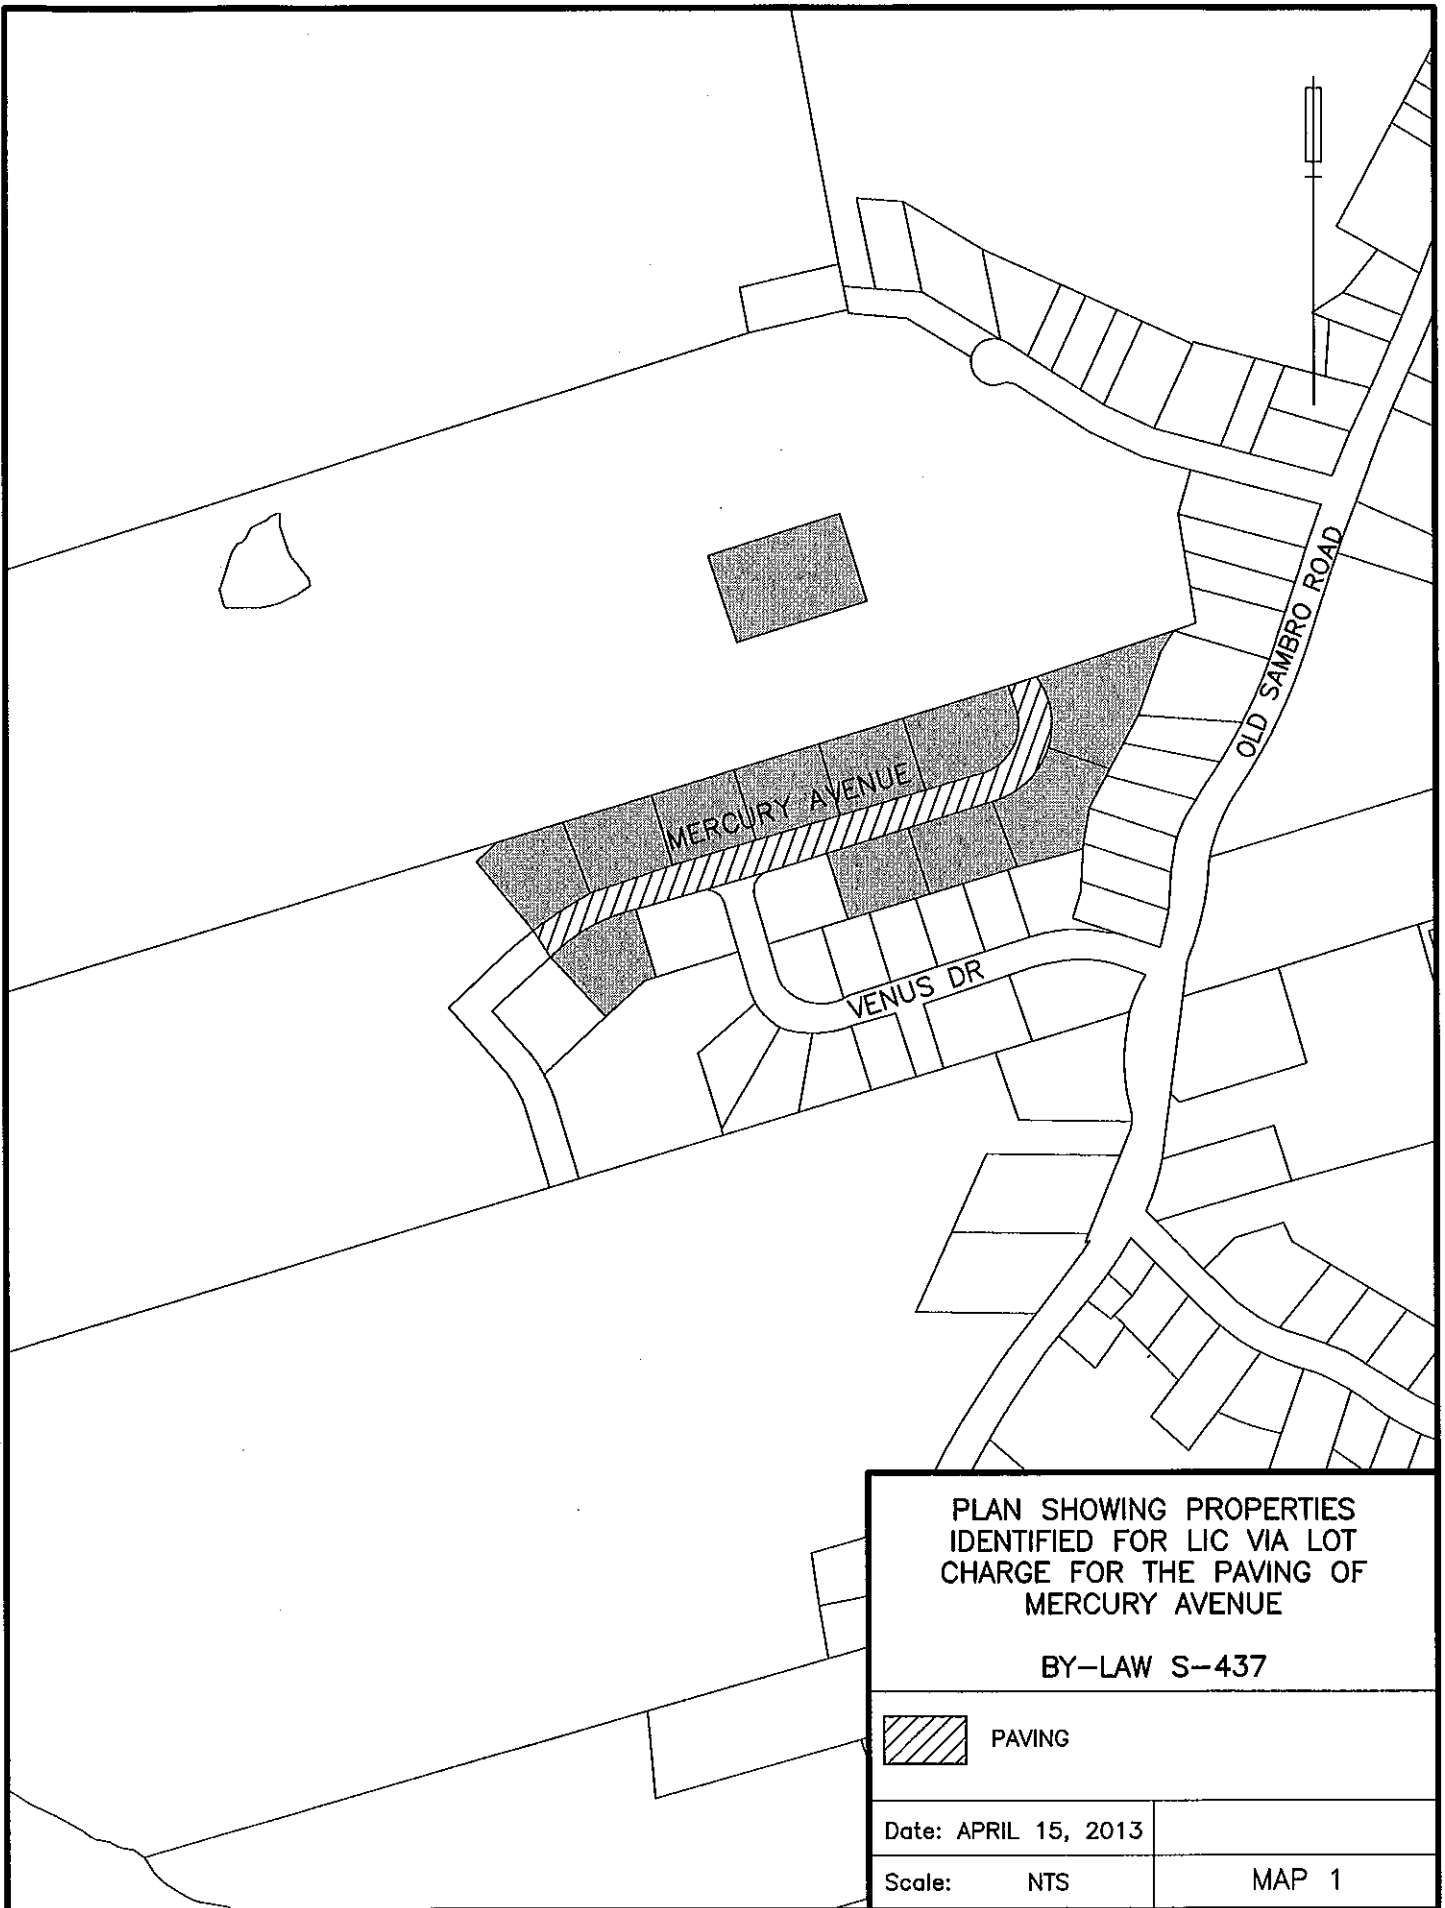 OLD SAMBRO ROAD
MERCURY AVENUE
VENUS DR
PLAN SHOWING PROPERTIES
IDENTIFIED FOR LIC VIA LOT
CHARGE FOR THE PAVING OF
MERCURY AVENUE
BY-LAW S-437
PAVING
Date: APRIL 15, 2013
Scale: NTS
MAP 1